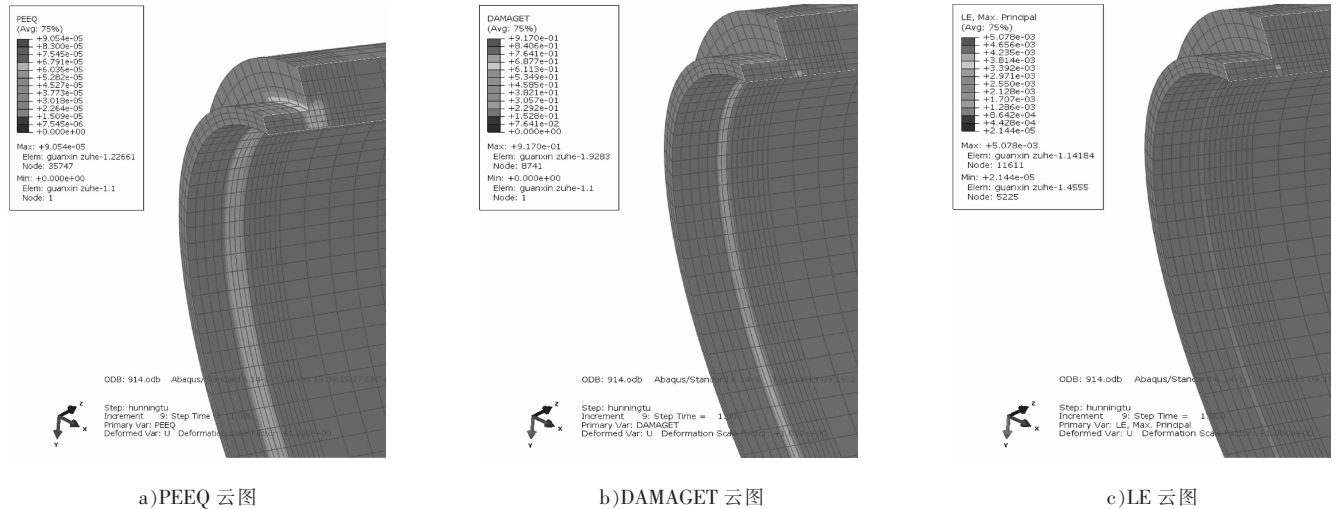 PEEQ
(Avg: 75%)
+9.054e-05
+8.300e-05
+7.545e-05
+6.791e-05
+6.036e-05
+5.282e-05
+4.527e-05
+3.773e-05
+3.018e-05
+2.264e-05
+1.509e-05
+7.545e-06
+0.000e+00
Max: +9.054e-05
Elem: guanxin zuhe-1.22661
Node: 35747
Min: +0.000e+00
Elem: guanxin zuhe-1.1
Node: 1
ODB: 914.odb Abaqus/
Step: hunningtu
Increment 9: Step Time =
Primary Var: PEEQ
Deformed Var: U Deformation
z
x
Y
a)PEEQ 云图
DAMAGET
(Avg: 75%)
+9.170e-01
+8.406e-01
+7.641e-01
+6.877e-01
+6.113e-01
+5.349e-01
+4.585e-01
+3.821e-01
+3.057e-01
+2.292e-01
+1.528e-01
+7.641e-02
+0.000e+00
Max: +9.170e-01
Elem: guanxin zuhe-1.9283
Node: 8741
Min: +0.000e+00
Elem: guanxin zuhe-1.1
Node: 1
ODB: 914.odb Abaqus/Standard
Step: hunningtu
Increment 9: Step Time =
Primary Var: DAMAGET
Deformed Var: U Deformation
z
x
Y
b)DAMAGET 云图
LE, Max. Principal
(Avg: 75%)
+5.078e-03
+4.656e-03
+4.235e-03
+3.814e-03
+3.392e-03
+2.971e-03
+2.550e-03
+2.128e-03
+1.707e-03
+1.286e-03
+8.642e-04
+4.428e-04
+2.144e-05
Max: +5.078e-03
Elem: guanxin zuhe-1.14184
Node: 11611
Min: +2.144e-05
Elem: guanxin zuhe-1.4555
Node: 5225
ODB: 914.odb Abaqus/Standard
Step: hunningtu
Increment 9: Step Time =
Primary Var: LE, Max. Principal
Deformed Var: U Deformation
z
x
Y
c)LE 云图